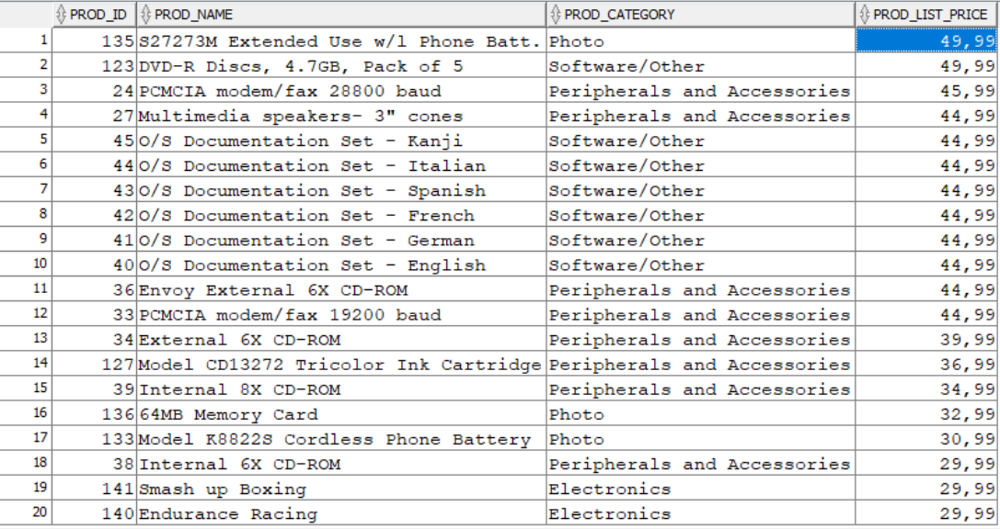 PROD_ID PROD_NAME PROD_CATEGORY PROD_LIST_PRICE
1 135 S27273M Extended Use w/l Phone Batt. Photo 49,99
2 123 DVD-R Discs, 4.7GB, Pack of 5 Software/Other 49,99
3 24 PCMCIA modem/fax 28800 baud Peripherals and Accessories 45,99
4 27 Multimedia speakers- 3" cones Peripherals and Accessories 44,99
5 45 O/S Documentation Set - Kanji Software/Other 44,99
6 44 O/S Documentation Set - Italian Software/Other 44,99
7 43 O/S Documentation Set - Spanish Software/Other 44,99
8 42 O/S Documentation Set - French Software/Other 44,99
9 41 O/S Documentation Set - German Software/Other 44,99
10 40 O/S Documentation Set - English Software/Other 44,99
11 36 Envoy External 6X CD-ROM Peripherals and Accessories 44,99
12 33 PCMCIA modem/fax 19200 baud Peripherals and Accessories 44,99
13 34 External 6X CD-ROM Peripherals and Accessories 39,99
14 127 Model CD13272 Tricolor Ink Cartridge Peripherals and Accessories 36,99
15 39 Internal 8X CD-ROM Peripherals and Accessories 34,99
16 136 64MB Memory Card Photo 32,99
17 133 Model K8822S Cordless Phone Battery Photo 30,99
18 38 Internal 6X CD-ROM Peripherals and Accessories 29,99
19 141 Smash up Boxing Electronics 29,99
20 140 Endurance Racing Electronics 29,99